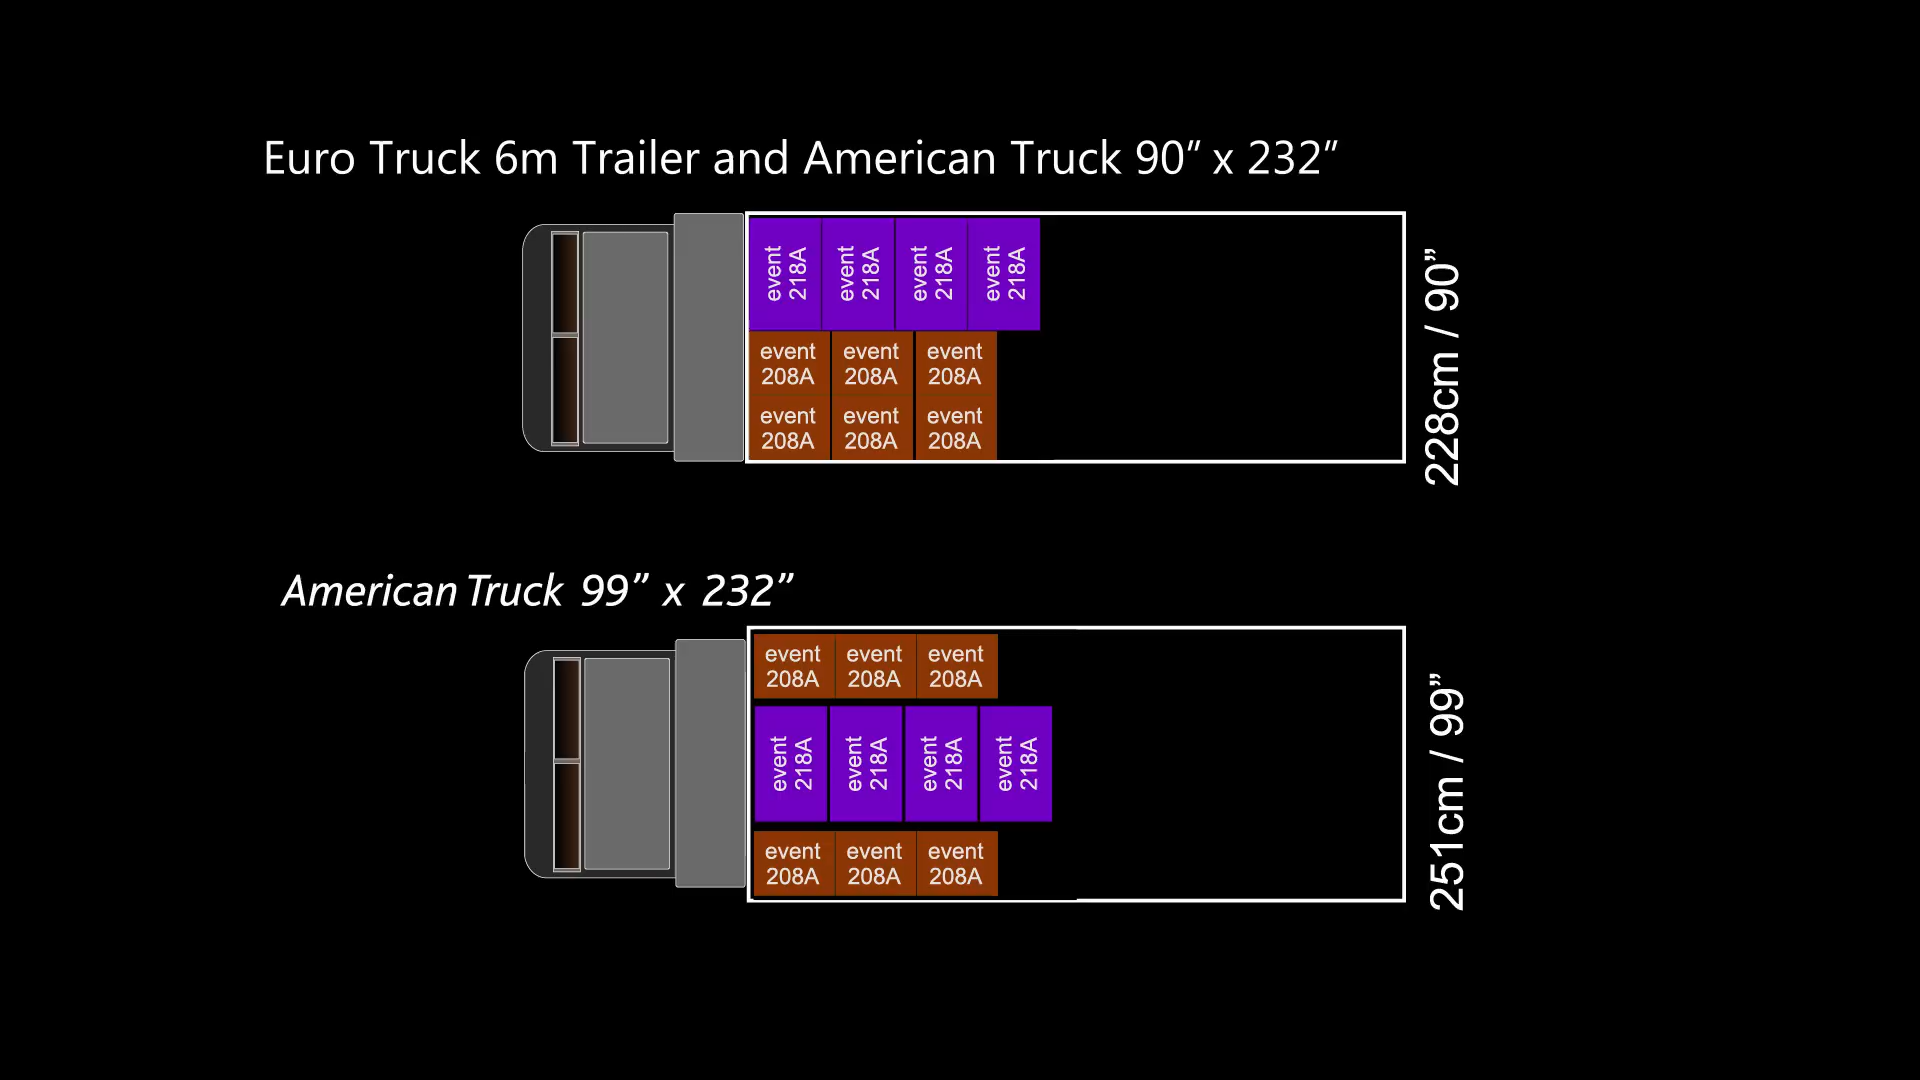 Euro Truck 6m Trailer and American Truck 90” x 232”
event
218A
event
218A
event
218A
event
218A
event
208A
event
208A
event
208A
event
208A
event
208A
event
208A
228cm / 90”
American Truck 99” x 232”
event
208A
event
208A
event
208A
event
218A
event
218A
event
218A
event
218A
event
208A
event
208A
event
208A
251cm / 99”